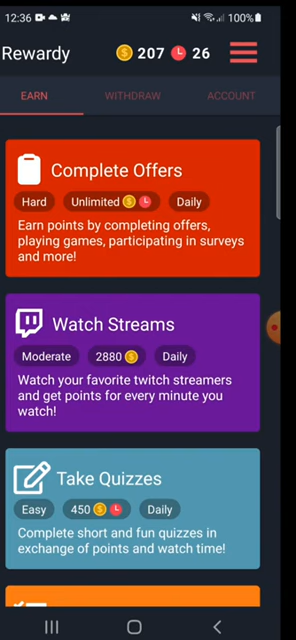 12:36 100%
Rewardy 207 26
EARN WITHDRAW ACCOUNT
Complete Offers
Hard Unlimited Daily
Earn points by completing offers,
playing games, participating in surveys
and more!
Watch Streams
Moderate 2880 Daily
Watch your favorite twitch streamers
and get points for every minute you
watch!
Take Quizzes
Easy 450 Daily
Complete short and fun quizzes in
exchange of points and watch time!